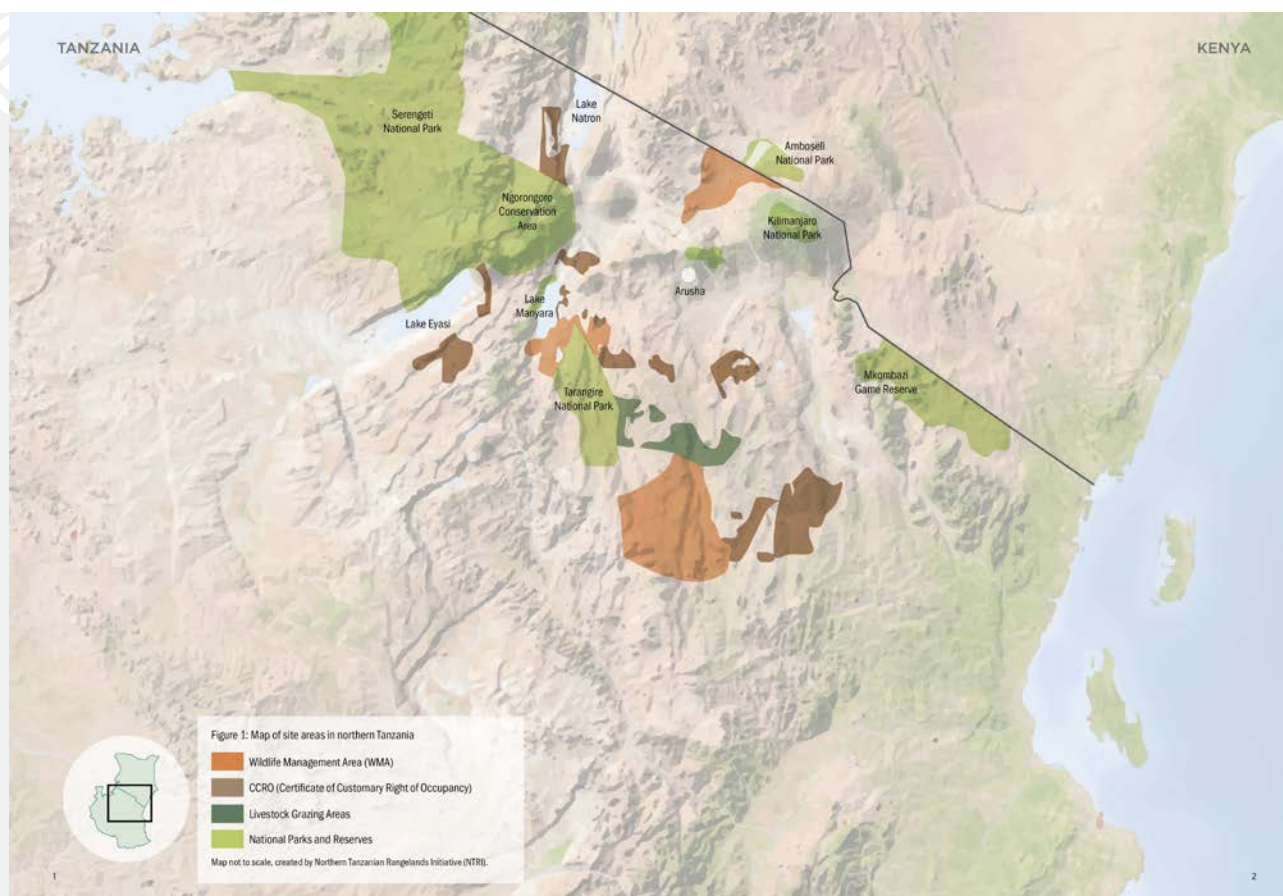 TANZANIA
KENYA
Serengeti
National Park
Lake
Natron
Amboseli
National Park
Ngorongoro
Conservation
Area
Kilimanjaro
National Park
Arusha
Lake
Manyara
Lake Eyasi
Tarangire
National Park
Mkombazi
Game Reserve
Figure 1: Map of site areas in northern Tanzania
Wildlife Management Area (WMA)
CCRO (Certificate of Customary Right of Occupancy)
Livestock Grazing Areas
National Parks and Reserves
Map not to scale, created by Northern Tanzanian Rangelands Initiative (NTRI).
1
2